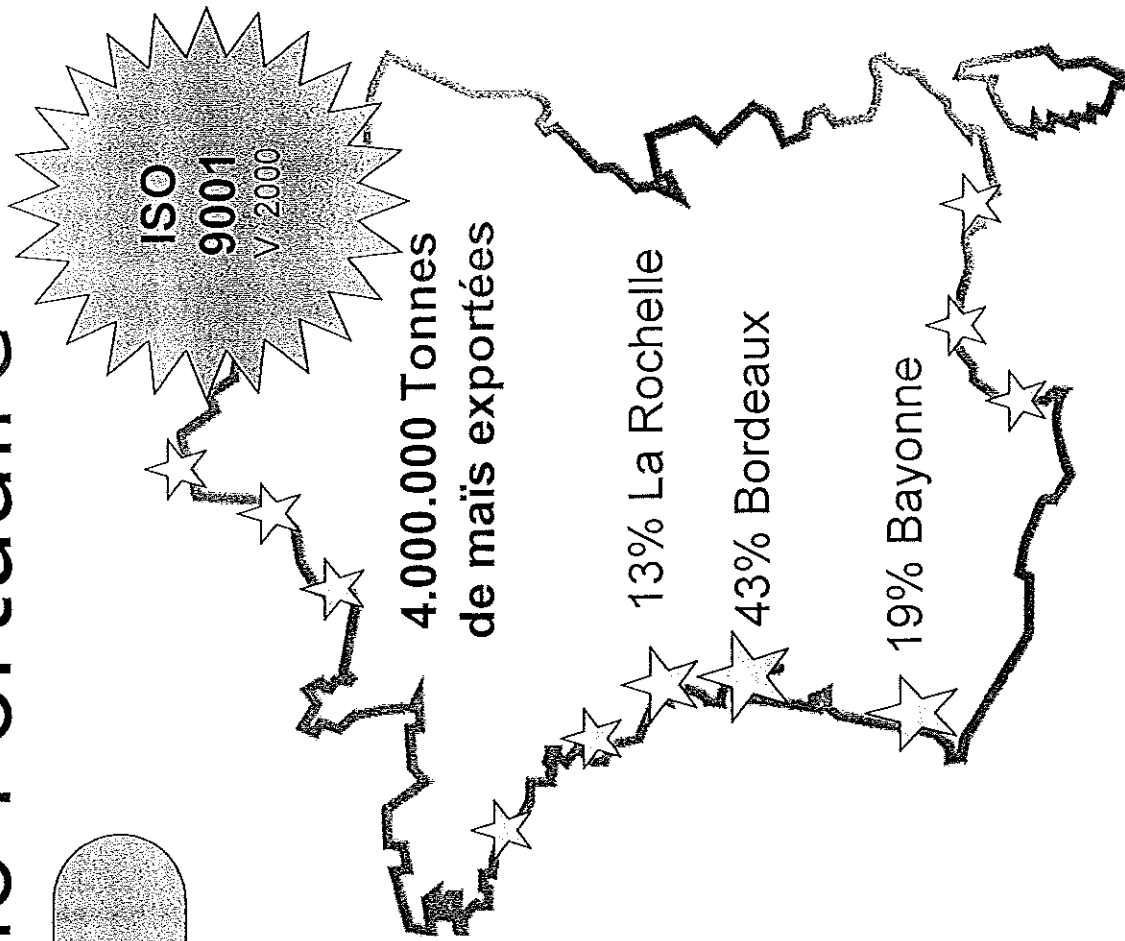 ISO
9001
V 2000
4.000.000 Tonnes
de maïs exportées
13% La Rochelle
43% Bordeaux
19% Bayonne